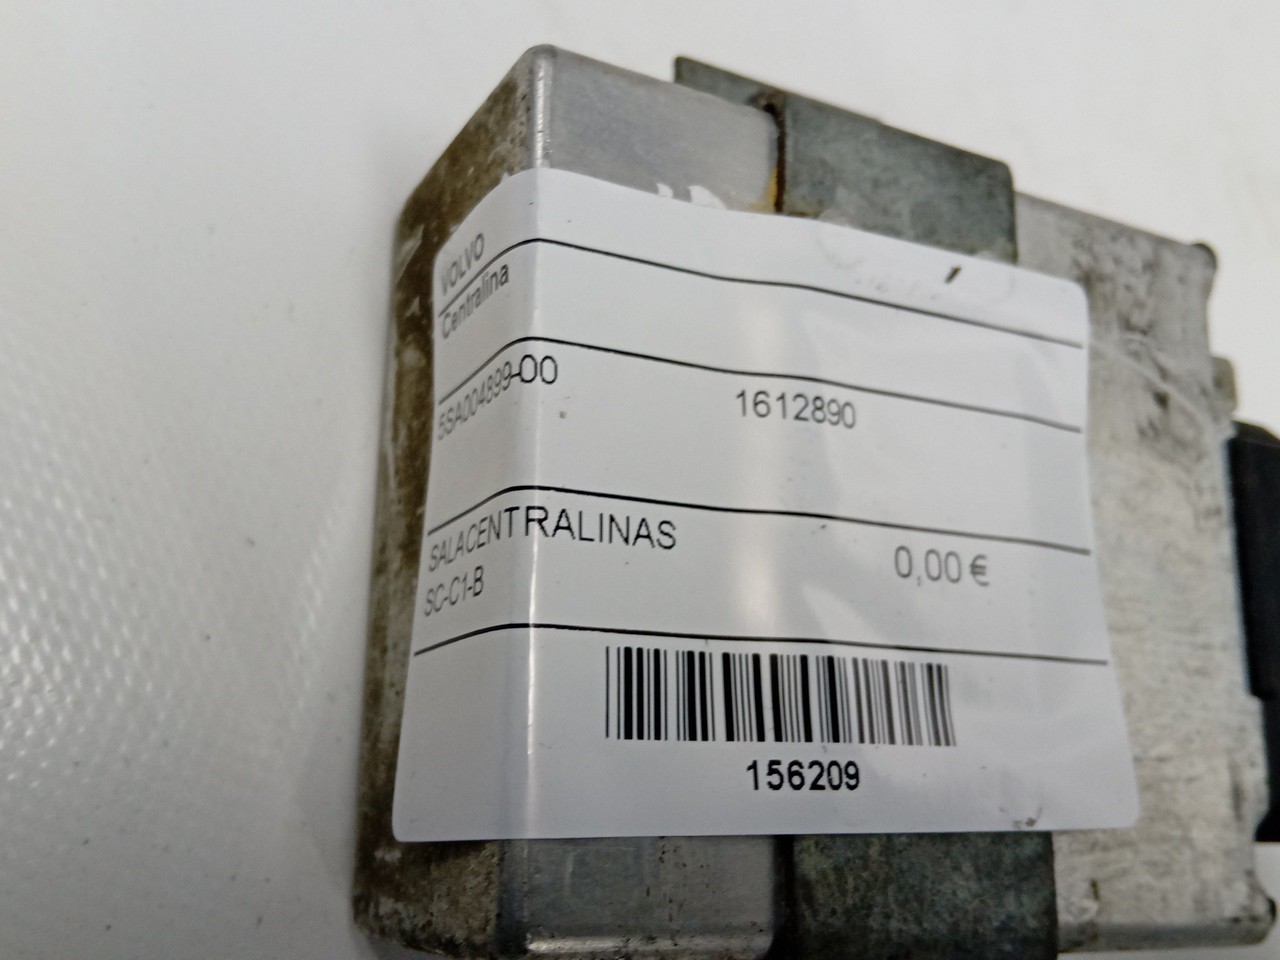 VOLVO
Centralina
5SA004899-00 1612890
SALACENTRALINAS 0,00 €
SC-C1-B
156209